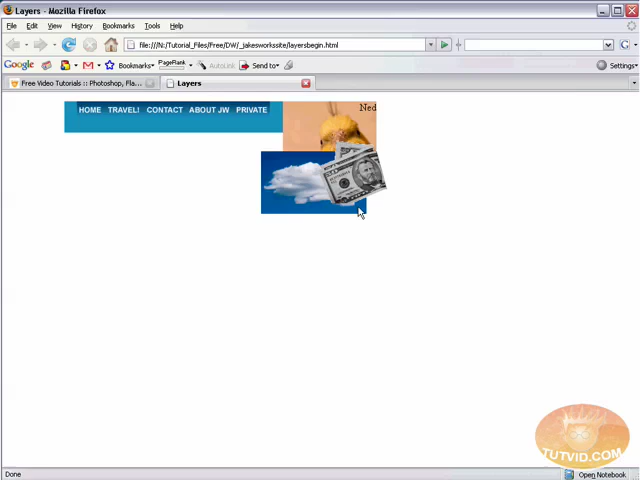 Layers - Mozilla Firefox
File Edit View History Bookmarks Tools Help
file:///N:/Tutorial_Files/Free/DW/_jakesworkssite/layersbegin.html
Google Bookmarks PageRank AutoLink Send to Settings
Free Video Tutorials :: Photoshop, Fla... Layers
HOME TRAVEL! CONTACT ABOUT JW PRIVATE
Ned
TUTVID.COM
Done Open Notebook